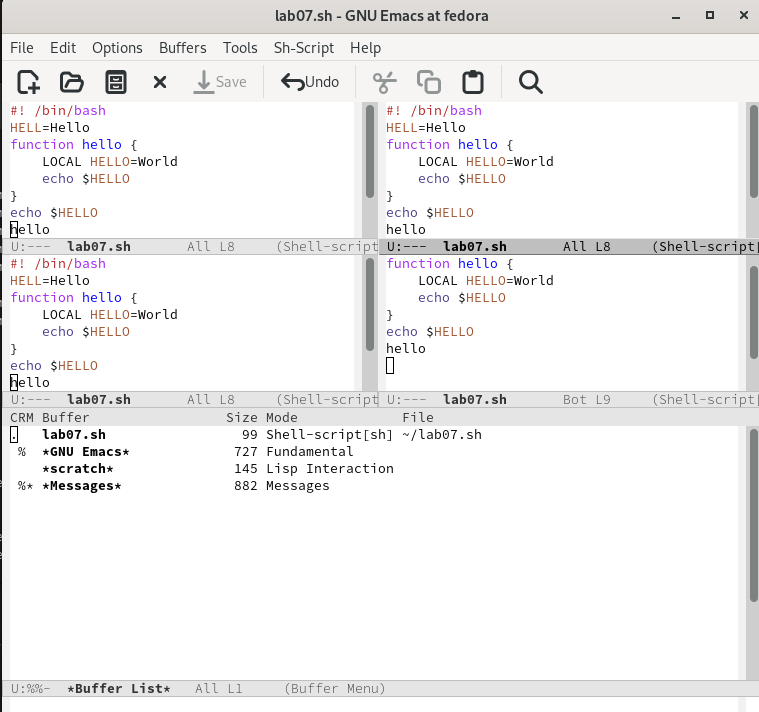 lab07.sh - GNU Emacs at fedora
File Edit Options Buffers Tools Sh-Script Help
Save Undo
#! /bin/bash
HELL=Hello
function hello {
    LOCAL HELLO=World
    echo $HELLO
}
echo $HELLO
hello
U:--- lab07.sh All L8 (Shell-script
#! /bin/bash
HELL=Hello
function hello {
    LOCAL HELLO=World
    echo $HELLO
}
echo $HELLO
hello
U:--- lab07.sh All L8 (Shell-script[
#! /bin/bash
HELL=Hello
function hello {
    LOCAL HELLO=World
    echo $HELLO
}
echo $HELLO
hello
U:--- lab07.sh All L8 (Shell-script
function hello {
    LOCAL HELLO=World
    echo $HELLO
}
echo $HELLO
hello
U:--- lab07.sh Bot L9 (Shell-script[
CRM Buffer Size Mode File
. lab07.sh 99 Shell-script[sh] ~/lab07.sh
% *GNU Emacs* 727 Fundamental
*scratch* 145 Lisp Interaction
%* *Messages* 882 Messages
U:%%- *Buffer List* All L1 (Buffer Menu)